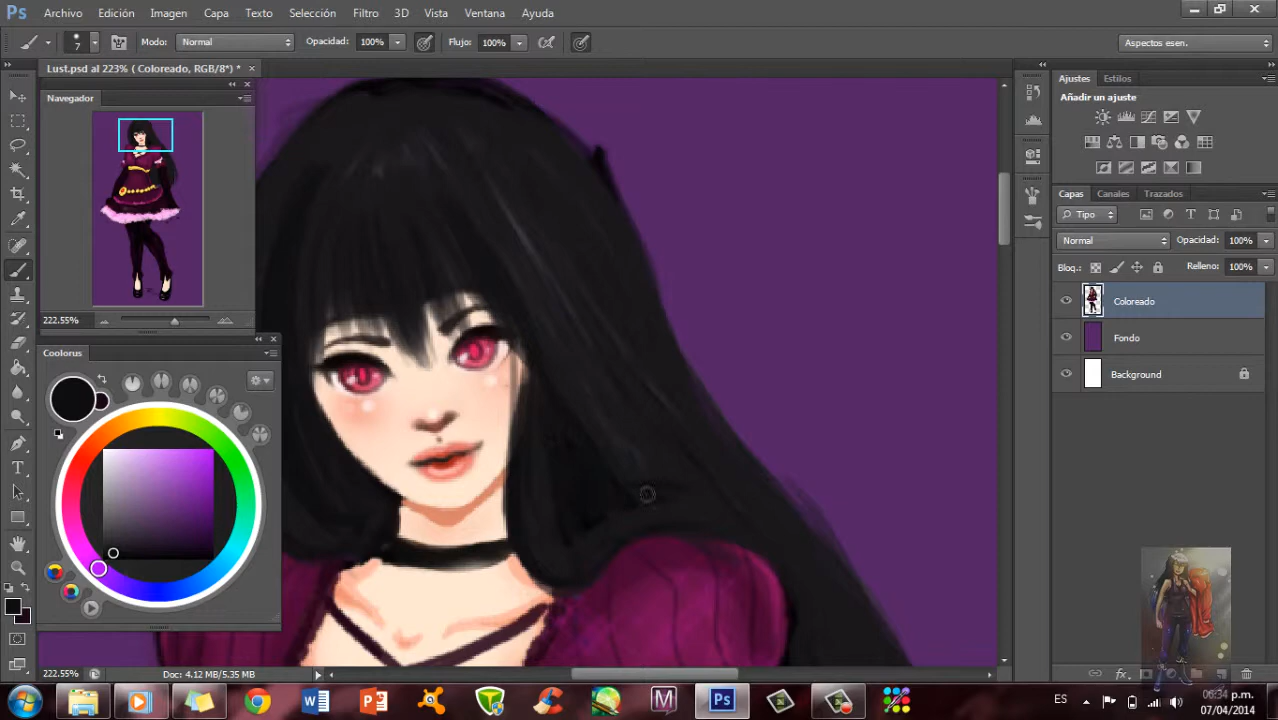 Ps Archivo Edición Imagen Capa Texto Selección Filtro 3D Vista Ventana Ayuda
7 Modo: Normal Opacidad: 100% Flujo: 100% Aspectos esen.
Lust.psd al 223% ( Coloreado, RGB/8*) * ×
Navegador
222.55%
Colorus
Ajustes Estilos
Añadir un ajuste
Capas Canales Trazados
Tipo
Normal Opacidad: 100%
Bloq.: Relleno: 100%
Coloreado
Fondo
Background
222.55% Doc: 4.12 MB/5.35 MB
ES 06:34 p.m.
07/04/2014